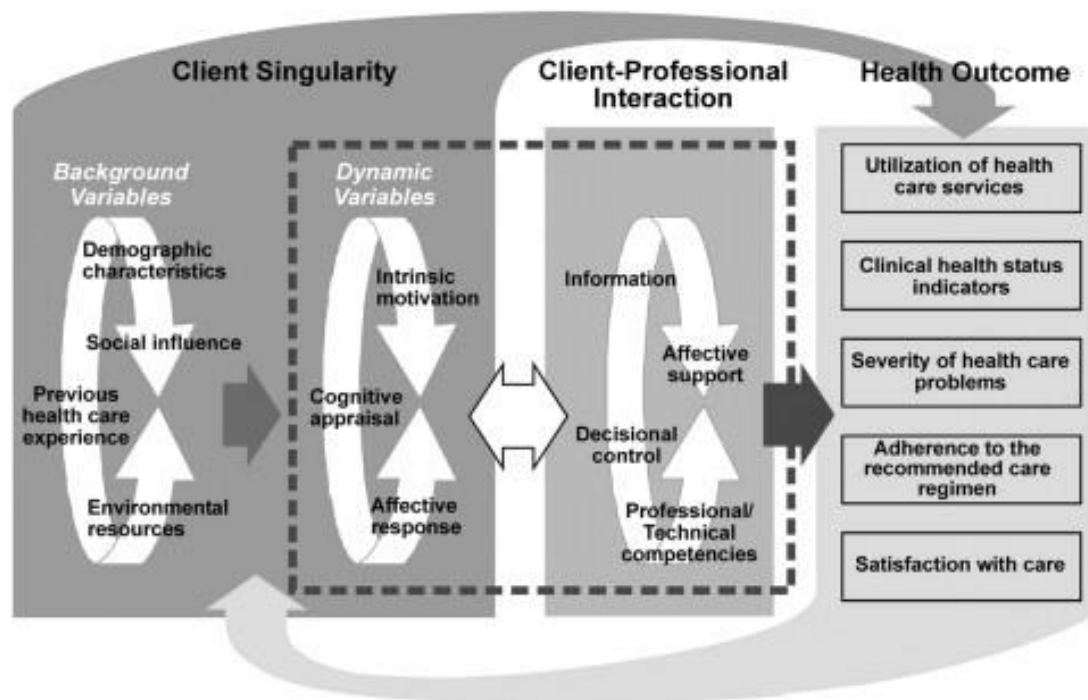 Client Singularity
Client-Professional
Interaction
Health Outcome
Background
Variables
Demographic
characteristics
Social influence
Previous
health care
experience
Environmental
resources
Dynamic
Variables
Intrinsic
motivation
Cognitive
appraisal
Affective
response
Information
Affective
support
Decisional
control
Professional/
Technical
competencies
Utilization of health
care services
Clinical health status
indicators
Severity of health care
problems
Adherence to the
recommended care
regimen
Satisfaction with care